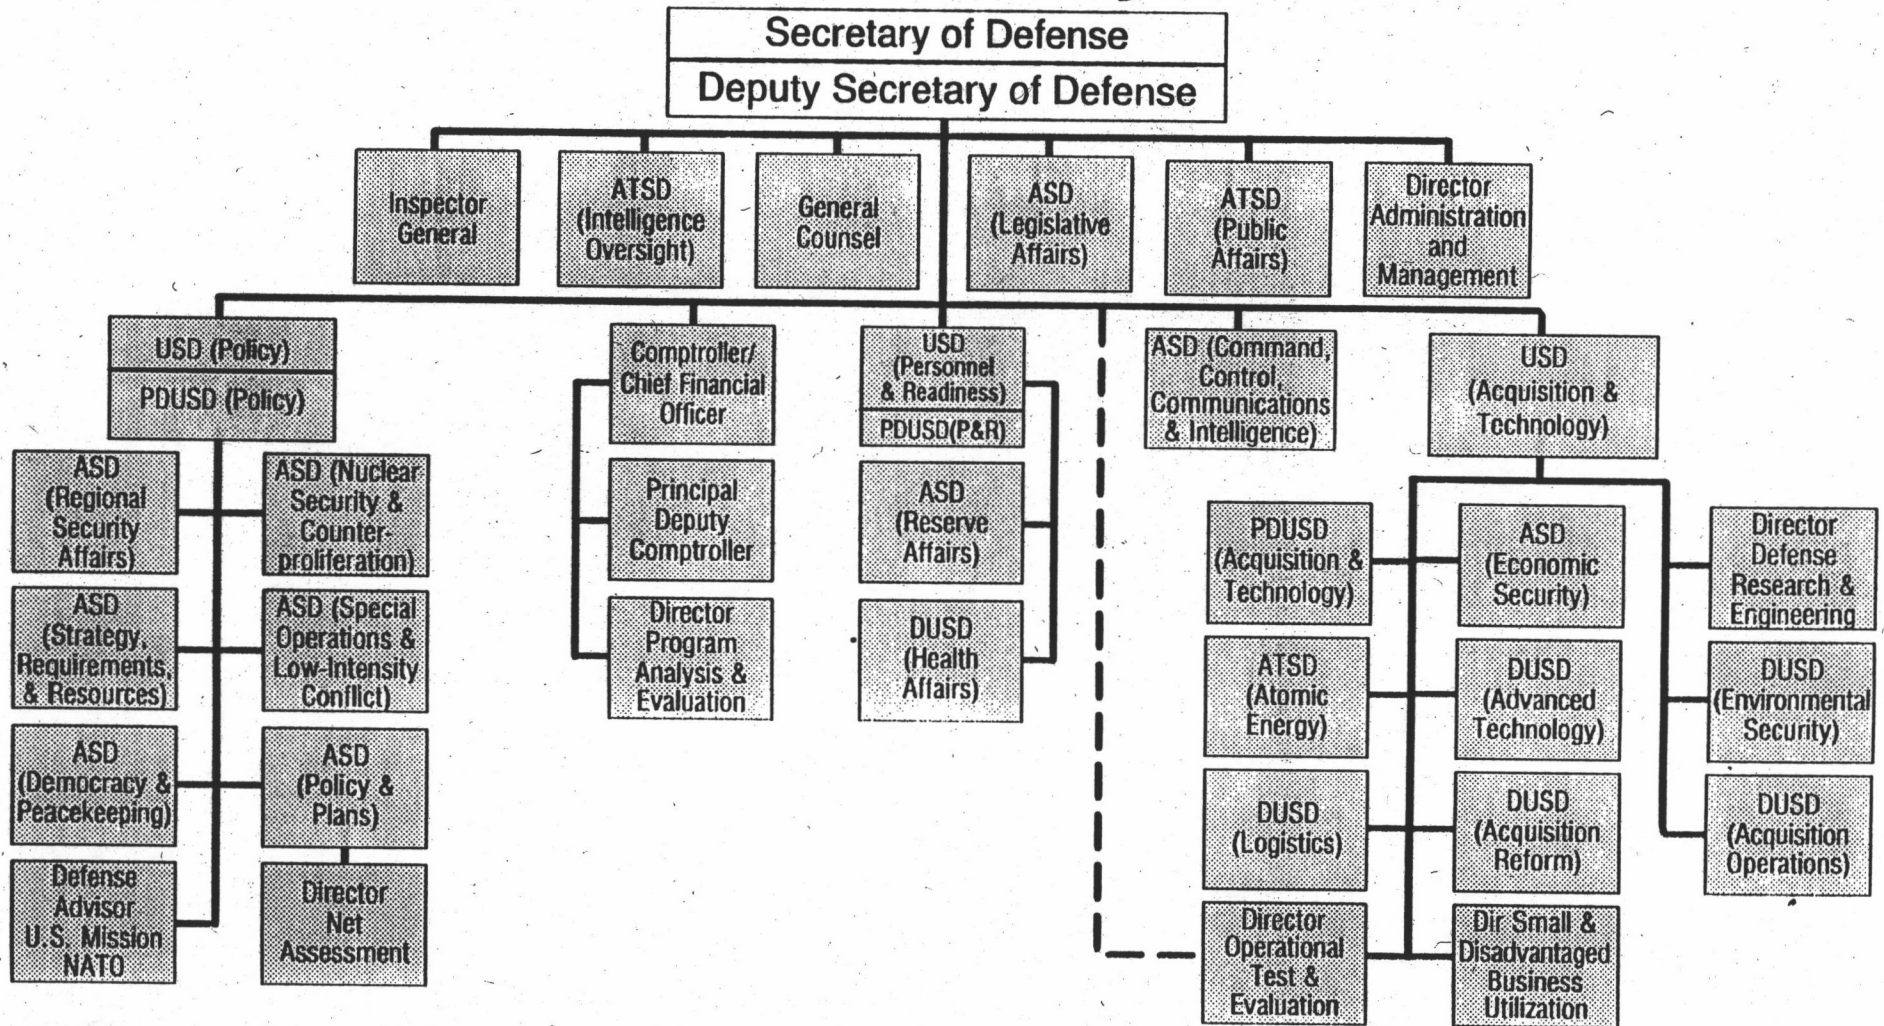 Secretary of Defense
Deputy Secretary of Defense
Inspector
General
ATSD
(Intelligence
Oversight)
General
Counsel
ASD
(Legislative
Affairs)
ATSD
(Public
Affairs)
Director
Administration
and
Management
USD (Policy)
PDUSD (Policy)
ASD
(Regional
Security
Affairs)
ASD (Nuclear
Security &
Counter-
proliferation)
ASD
(Strategy,
Requirements,
& Resources)
ASD (Special
Operations &
Low-Intensity
Conflict)
ASD
(Democracy &
Peacekeeping)
ASD
(Policy &
Plans)
Defense
Advisor
U.S. Mission
NATO
Director
Net
Assessment
Comptroller/
Chief Financial
Officer
Principal
Deputy
Comptroller
Director
Program
Analysis &
Evaluation
USD
(Personnel
& Readiness)
PDUSD(P&R)
ASD
(Reserve
Affairs)
DUSD
(Health
Affairs)
ASD (Command,
Control,
Communications
& Intelligence)
USD
(Acquisition &
Technology)
PDUSD
(Acquisition &
Technology)
ASD
(Economic
Security)
Director
Defense
Research &
Engineering
ATSD
(Atomic
Energy)
DUSD
(Advanced
Technology)
DUSD
(Environmental
Security)
DUSD
(Logistics)
DUSD
(Acquisition
Reform)
DUSD
(Acquisition
Operations)
Director
Operational
Test &
Evaluation
Dir Small &
Disadvantaged
Business
Utilization